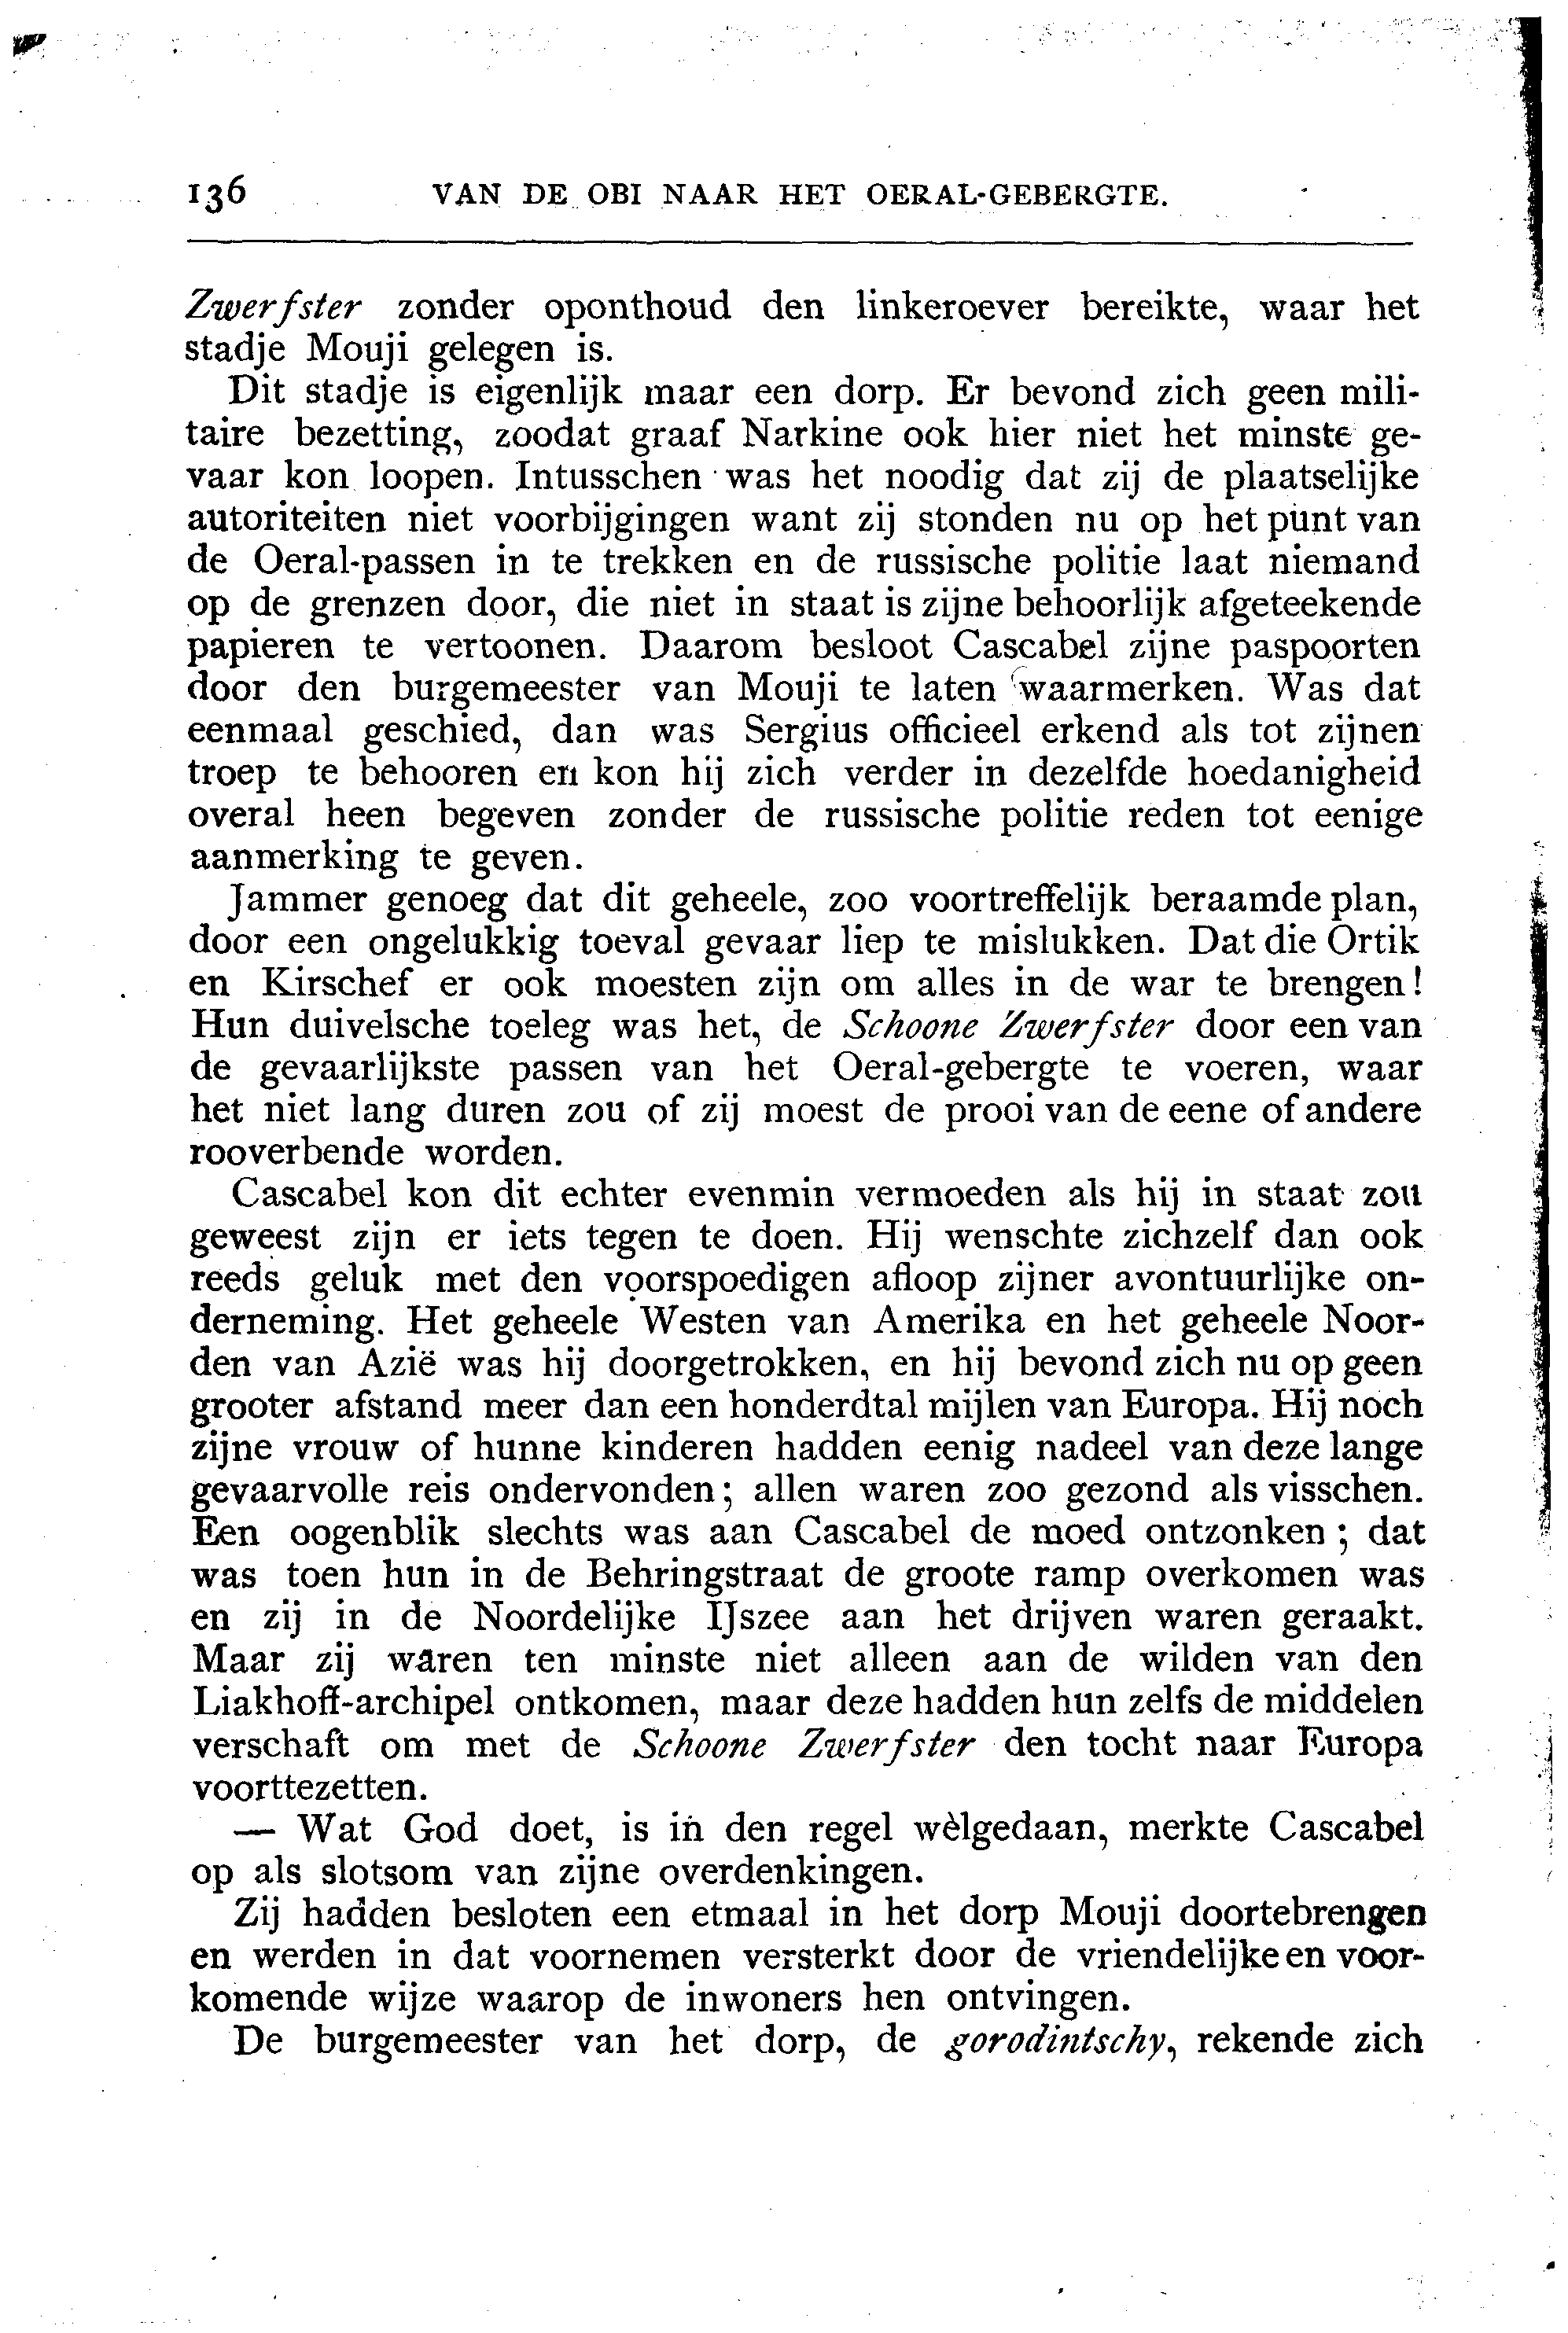 136 VAN DE OBI NAAR HET OERAL-GEBERGTE.
Zwerfster zonder oponthoud den linkeroever bereikte, waar het
stadje Mouji gelegen is.
Dit stadje is eigenlijk maar een dorp. Er bevond zich geen mili-
taire bezetting, zoodat graaf Narkine ook hier niet het minste ge-
vaar kon loopen. Intusschen was het noodig dat zij de plaatselijke
autoriteiten niet voorbijgingen want zij stonden nu op het punt van
de Oeral-passen in te trekken en de russische politie laat niemand
op de grenzen door, die niet in staat is zijne behoorlijk afgeteekende
papieren te vertoonen. Daarom besloot Cascabel zijne paspoorten
door den burgemeester van Mouji te laten waarmerken. Was dat
eenmaal geschied, dan was Sergius officieel erkend als tot zijnen
troep te behooren en kon hij zich verder in dezelfde hoedanigheid
overal heen begeven zonder de russische politie reden tot eenige
aanmerking te geven.
Jammer genoeg dat dit geheele, zoo voortreffelijk beraamde plan,
door een ongelukkig toeval gevaar liep te mislukken. Dat die Ortik
en Kirschef er ook moesten zijn om alles in de war te brengen!
Hun duivelsche toeleg was het, de Schoone Zwerfster door een van
de gevaarlijkste passen van het Oeral-gebergte te voeren, waar
het niet lang duren zou of zij moest de prooi van de eene of andere
rooverbende worden.
Cascabel kon dit echter evenmin vermoeden als hij in staat zou
geweest zijn er iets tegen te doen. Hij wenschte zichzelf dan ook
reeds geluk met den voorspoedigen afloop zijner avontuurlijke on-
derneming. Het geheele Westen van Amerika en het geheele Noor-
den van Azië was hij doorgetrokken, en hij bevond zich nu op geen
grooter afstand meer dan een honderdtal mijlen van Europa. Hij noch
zijne vrouw of hunne kinderen hadden eenig nadeel van deze lange
gevaarvolle reis ondervonden; allen waren zoo gezond als visschen.
Een oogenblik slechts was aan Cascabel de moed ontzonken; dat
was toen hun in de Behringstraat de groote ramp overkomen was
en zij in de Noordelijke IJszee aan het drijven waren geraakt.
Maar zij waren ten minste niet alleen aan de wilden van den
Liakhoff-archipel ontkomen, maar deze hadden hun zelfs de middelen
verschaft om met de Schoone Zwerfster den tocht naar Europa
voorttezetten.
— Wat God doet, is in den regel wèlgedaan, merkte Cascabel
op als slotsom van zijne overdenkingen.
Zij hadden besloten een etmaal in het dorp Mouji doortebrengen
en werden in dat voornemen versterkt door de vriendelijke en voor-
komende wijze waarop de inwoners hen ontvingen.
De burgemeester van het dorp, de gorodintschy, rekende zich